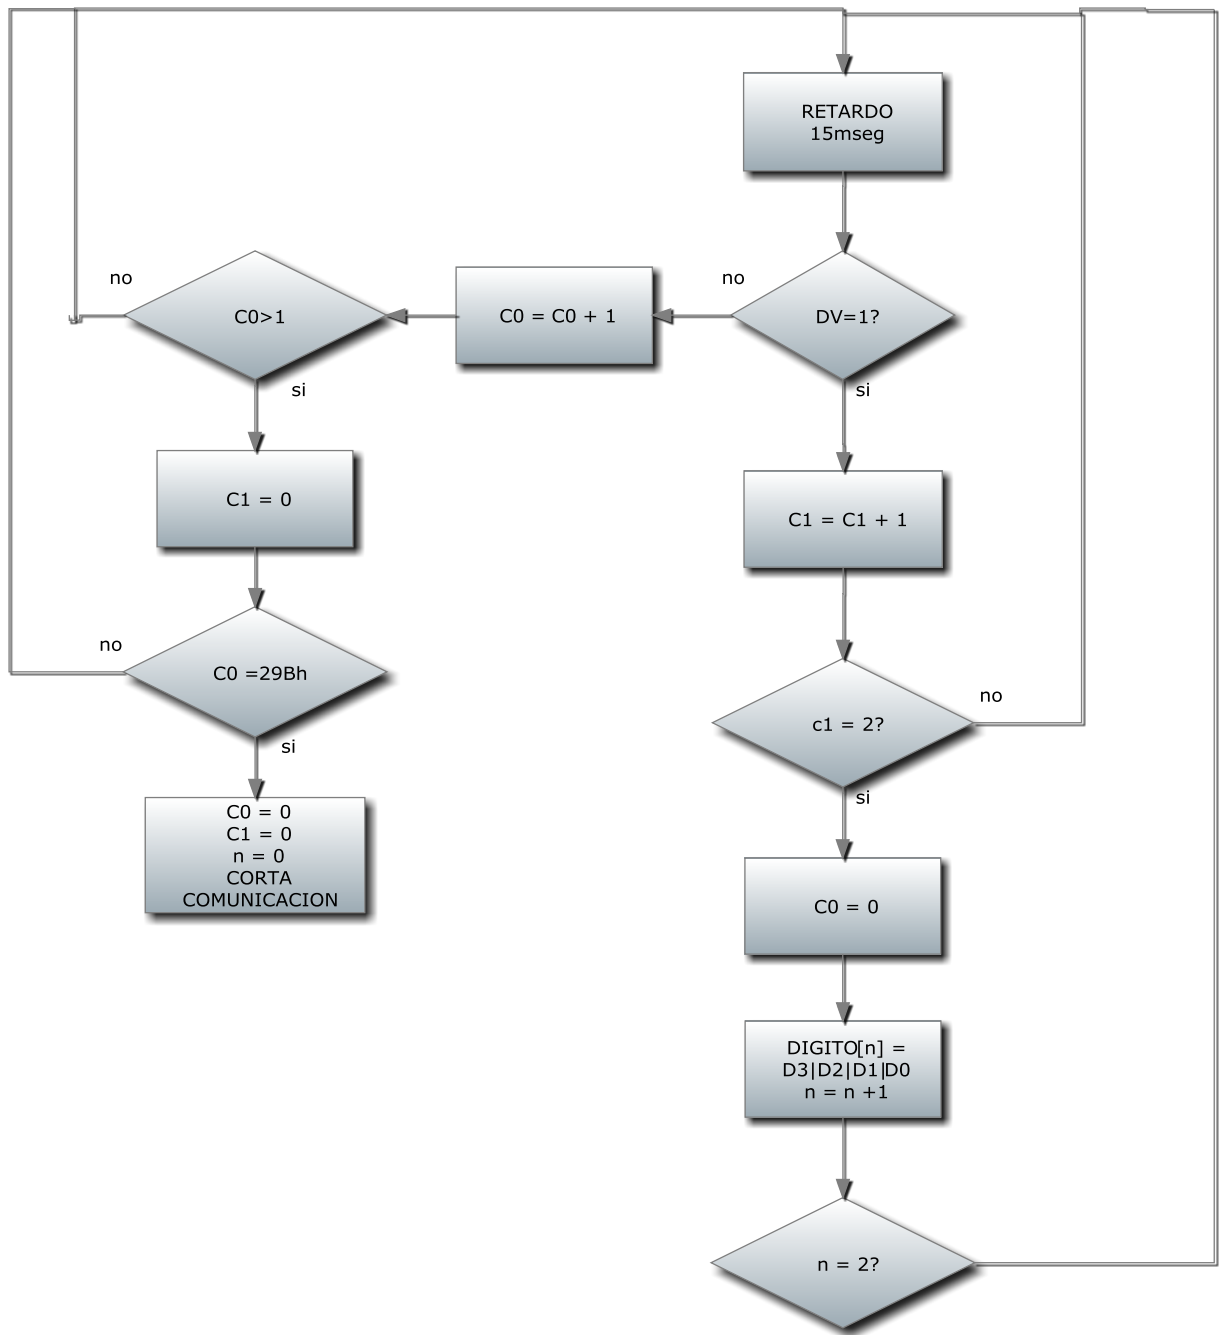 RETARDO
15mseg
no
no
C0>1
C0 = C0 + 1
DV=1?
si
si
C1 = 0
C1 = C1 + 1
no
C0 =29Bh
no
c1 = 2?
si
si
C0 = 0
C1 = 0
n = 0
CORTA
COMUNICACION
C0 = 0
DIGITO[n] =
D3|D2|D1|D0
n = n +1
n = 2?